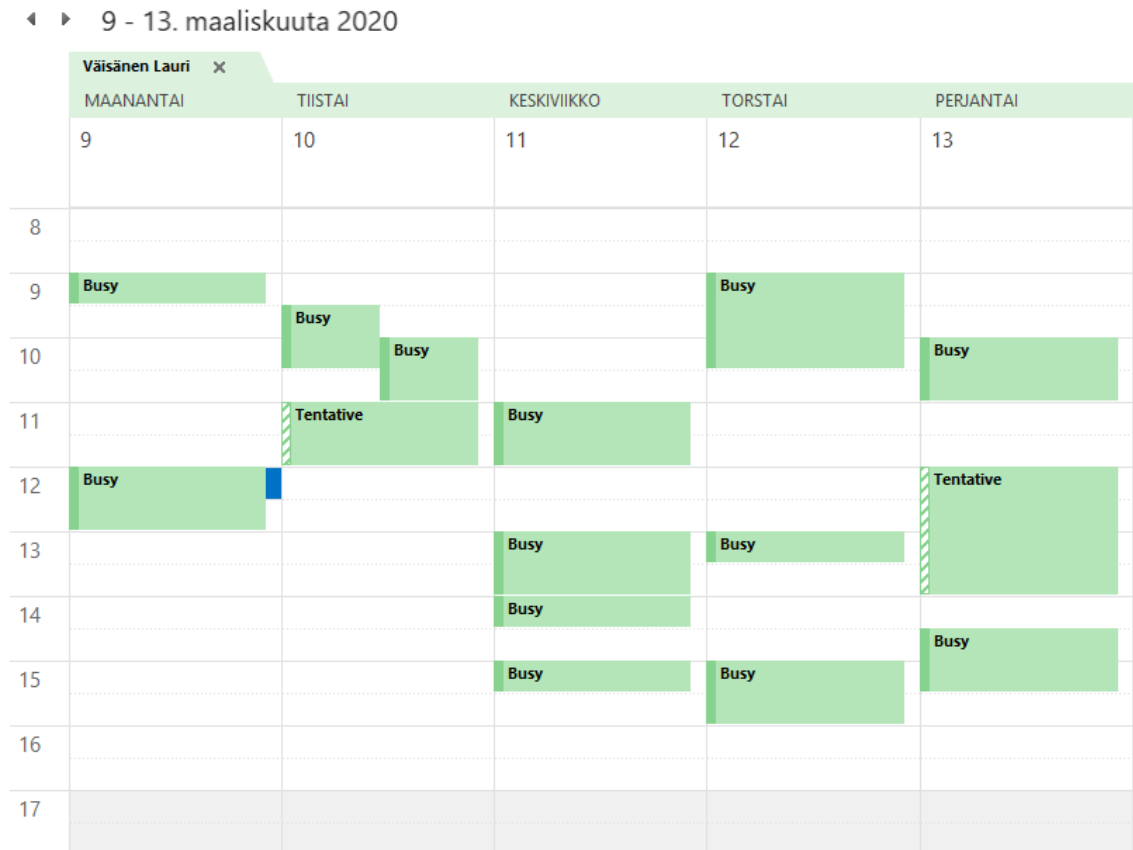 9 - 13. maaliskuuta 2020
Väisänen Lauri
MAANANTAI TIISTAI KESKIVIIKKO TORSTAI PERJANTAI
9 10 11 12 13
8
9 Busy Busy
Busy
10 Busy Busy
11 Tentative Busy
12 Busy Tentative
13 Busy Busy
14 Busy
Busy
15 Busy Busy
16
17